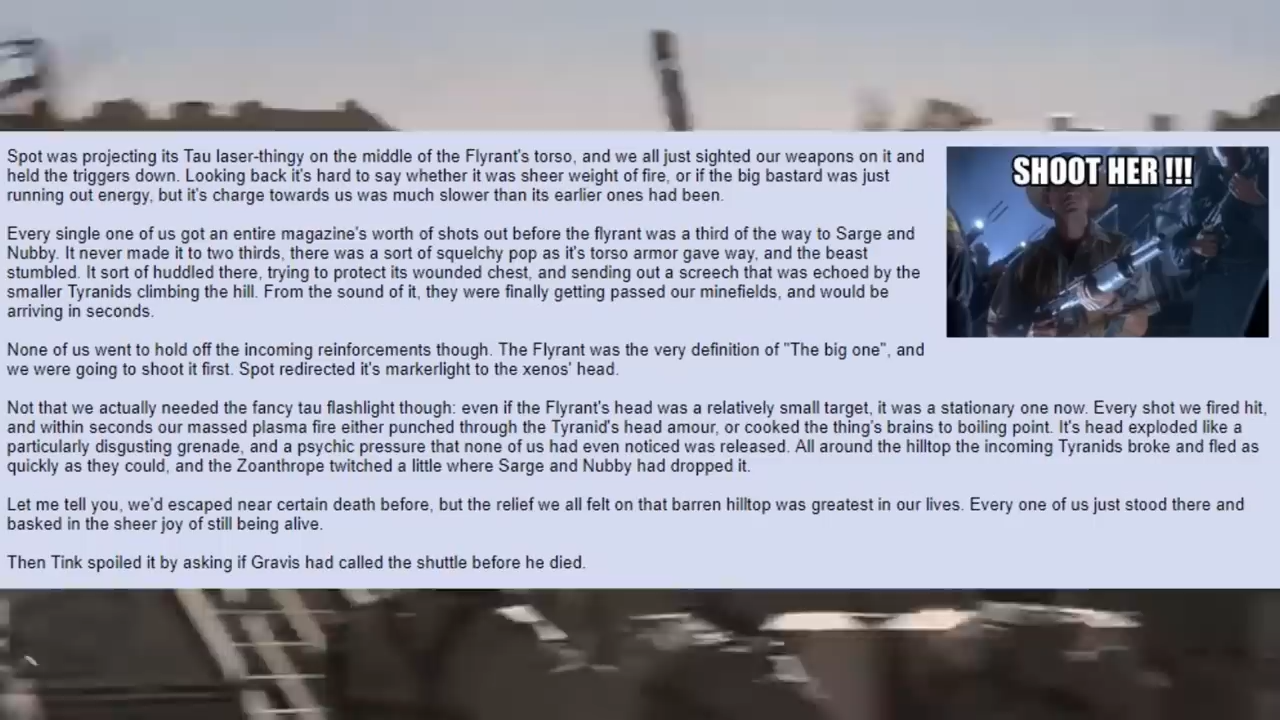 Spot was projecting its Tau laser-thingy on the middle of the Flyrant's torso, and we all just sighted our weapons on it and
held the triggers down. Looking back it's hard to say whether it was sheer weight of fire, or if the big bastard was just
running out energy, but it's charge towards us was much slower than its earlier ones had been.
SHOOT HER !!!
Every single one of us got an entire magazine's worth of shots out before the flyrant was a third of the way to Sarge and
Nubby. It never made it to two thirds, there was a sort of squelchy pop as it's torso armor gave way, and the beast
stumbled. It sort of huddled there, trying to protect its wounded chest, and sending out a screech that was echoed by the
smaller Tyranids climbing the hill. From the sound of it, they were finally getting passed our minefields, and would be
arriving in seconds.
None of us went to hold off the incoming reinforcements though. The Flyrant was the very definition of "The big one", and
we were going to shoot it first. Spot redirected it's markerlight to the xenos' head.
Not that we actually needed the fancy tau flashlight though: even if the Flyrant's head was a relatively small target, it was a stationary one now. Every shot we fired hit,
and within seconds our massed plasma fire either punched through the Tyranid's head amour, or cooked the thing's brains to boiling point. It's head exploded like a
particularly disgusting grenade, and a psychic pressure that none of us had even noticed was released. All around the hilltop the incoming Tyranids broke and fled as
quickly as they could, and the Zoanthrope twitched a little where Sarge and Nubby had dropped it.
Let me tell you, we'd escaped near certain death before, but the relief we all felt on that barren hilltop was greatest in our lives. Every one of us just stood there and
basked in the sheer joy of still being alive.
Then Tink spoiled it by asking if Gravis had called the shuttle before he died.